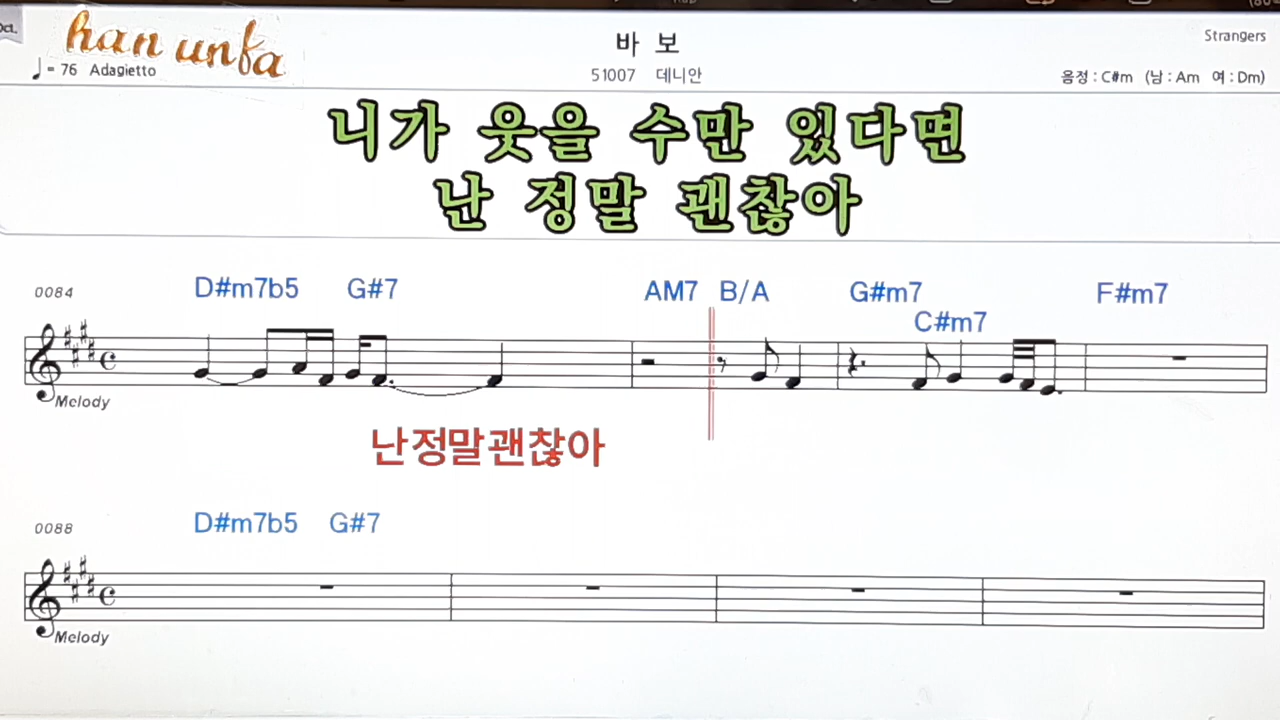 Oct.
han unfa
바 보
Strangers
♩= 76 Adagietto
51007 데니안
음정 : C#m (남 : Am 여 : Dm)
니가 웃을 수만 있다면
난 정말 괜찮아
0084 D#m7b5 G#7 AM7 B/A G#m7 F#m7
C#m7
Melody
난정말괜찮아
0088 D#m7b5 G#7
Melody